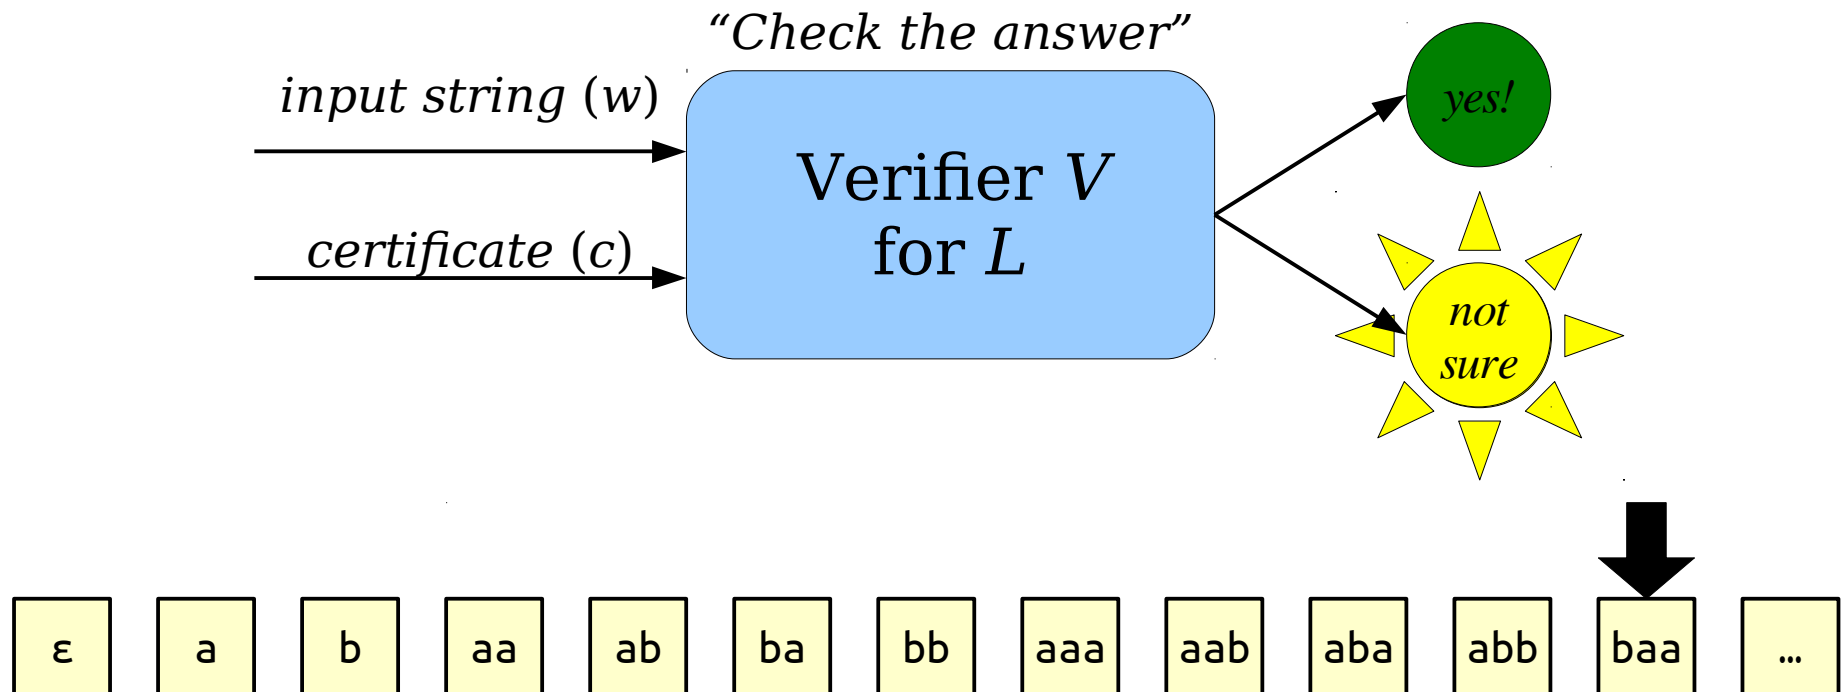 “Check the answer”
input string (w)
certificate (c)
Verifier V
for L
yes!
not
sure
ε a b aa ab ba bb aaa aab aba abb baa …